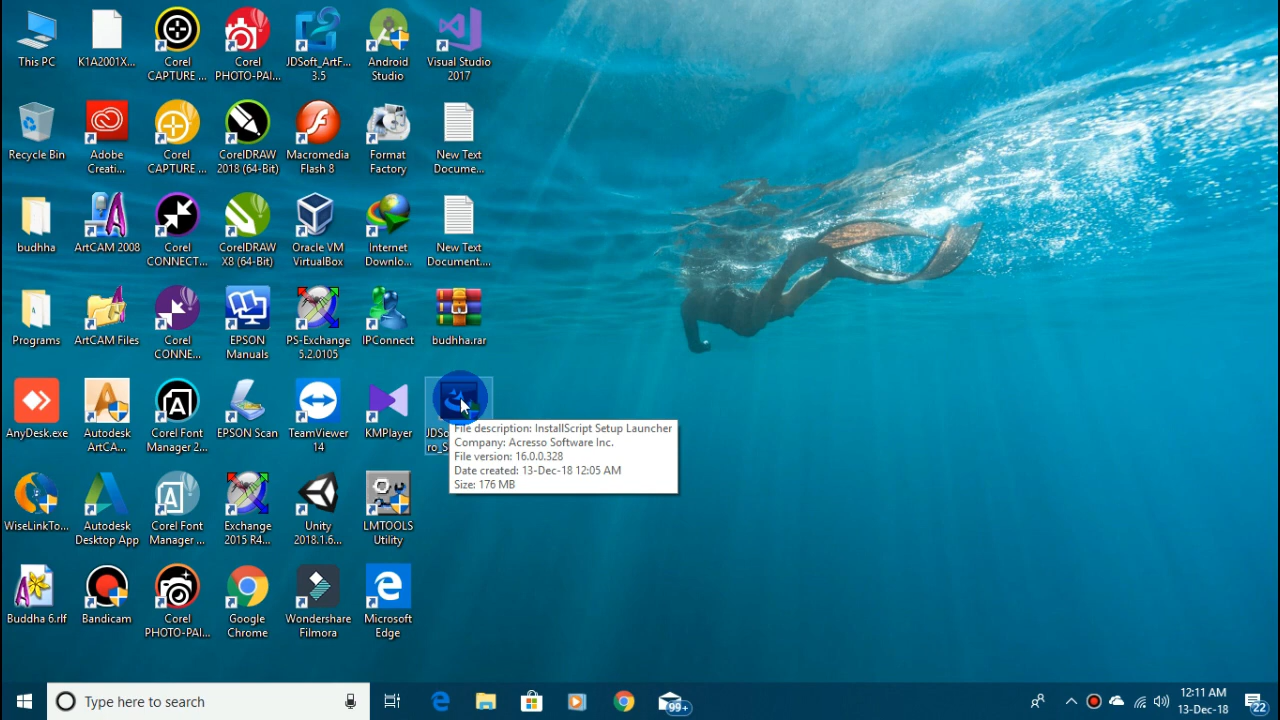 This PC
K1A2001X...
Corel
CAPTURE ...
Corel
PHOTO-PAI...
JDSoft_ArtF...
3.5
Android
Studio
Visual Studio
2017
Recycle Bin
Adobe
Creati...
Corel
CAPTURE ...
CorelDRAW
2018 (64-Bit)
Macromedia
Flash 8
Format
Factory
New Text
Docume...
budhha
ArtCAM 2008
Corel
CONNECT...
CorelDRAW
X8 (64-Bit)
Oracle VM
VirtualBox
Internet
Downlo...
New Text
Document....
Programs
ArtCAM Files
Corel
CONNE...
EPSON
Manuals
PS-Exchange
5.2.0105
IPConnect
budhha.rar
AnyDesk.exe
Autodesk
ArtCA...
Corel Font
Manager 2...
EPSON Scan
TeamViewer
14
KMPlayer
JDSo
ro_S
File description: InstallScript Setup Launcher
Company: Acresso Software Inc.
File version: 16.0.0.328
Date created: 13-Dec-18 12:05 AM
Size: 176 MB
WiseLinkTo...
Autodesk
Desktop App
Corel Font
Manager ...
Exchange
2015 R4...
Unity
2018.1.6...
LMTOOLS
Utility
Buddha 6.rlf
Bandicam
Corel
PHOTO-PAI...
Google
Chrome
Wondershare
Filmora
Microsoft
Edge
Type here to search
99+
12:11 AM
13-Dec-18
22